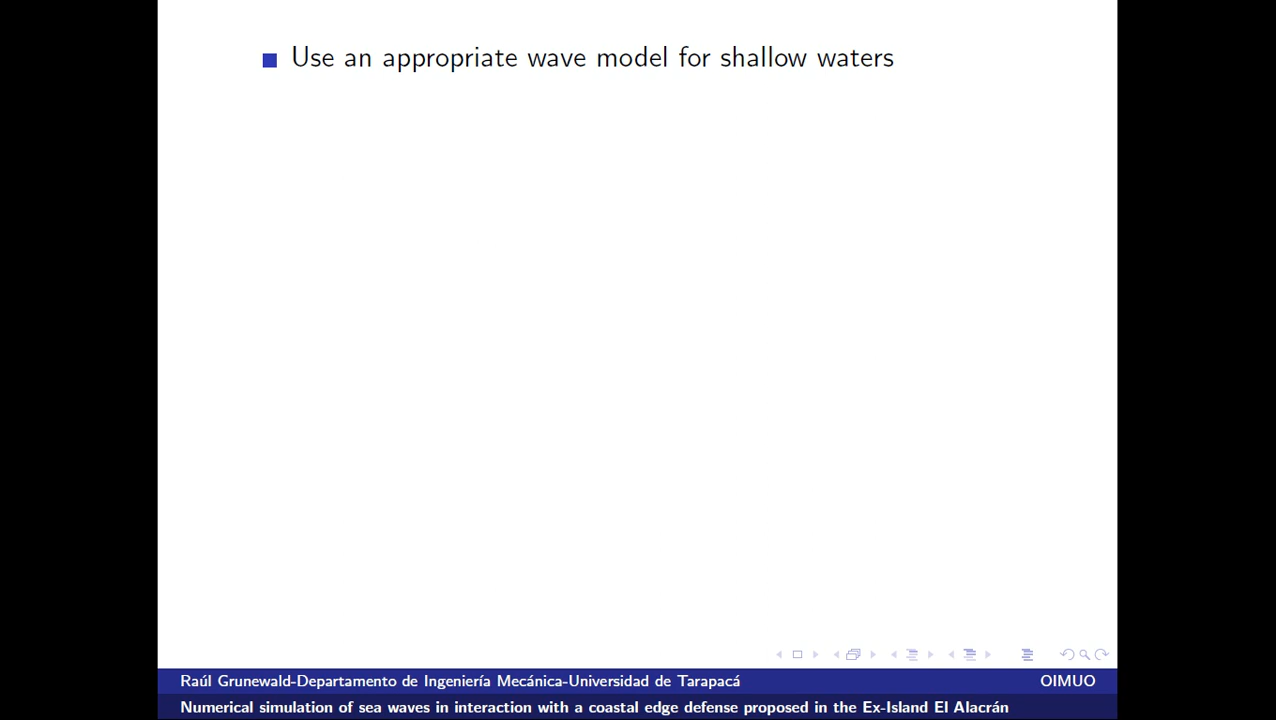 Use an appropriate wave model for shallow waters
Raúl Grunewald-Departamento de Ingeniería Mecánica-Universidad de Tarapacá OIMUO
Numerical simulation of sea waves in interaction with a coastal edge defense proposed in the Ex-Island El Alacrán